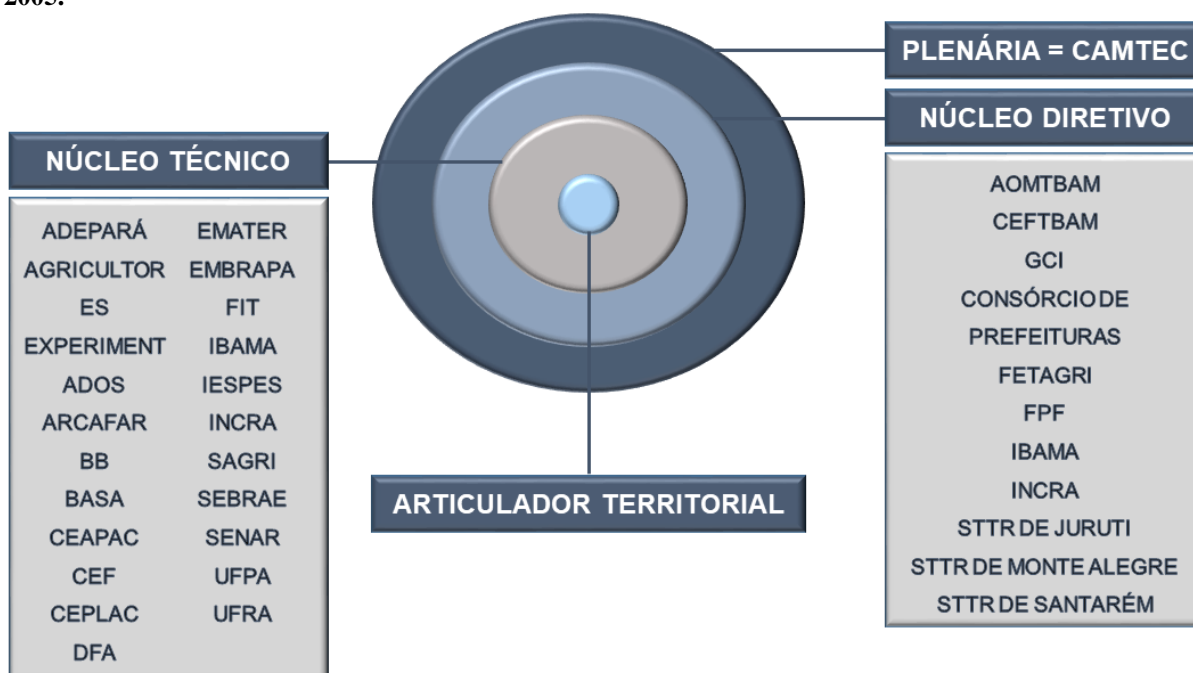 2005.
PLENÁRIA = CAMTEC
NÚCLEO DIRETIVO
AOMTBAM
CEFTBAM
GCI
CONSÓRCIO DE
PREFEITURAS
FETAGRI
FPF
IBAMA
INCRA
STTR DE JURUTI
STTR DE MONTE ALEGRE
STTR DE SANTARÉM
NÚCLEO TÉCNICO
ADEPARÁ
AGRICULTOR
ES
EXPERIMENT
ADOS
ARCAFAR
BB
BASA
CEAPAC
CEF
CEPLAC
DFA
EMATER
EMBRAPA
FIT
IBAMA
IESPES
INCRA
SAGRI
SEBRAE
SENAR
UFPA
UFRA
ARTICULADOR TERRITORIAL